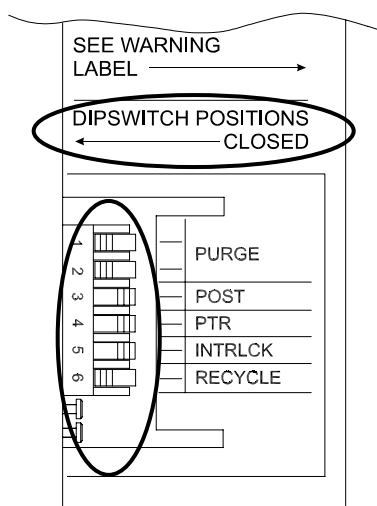 SEE WARNING
LABEL
DIPSWITCH POSITIONS
CLOSED
1
2
3
4
5
6
PURGE
POST
PTR
INTRLCK
RECYCLE